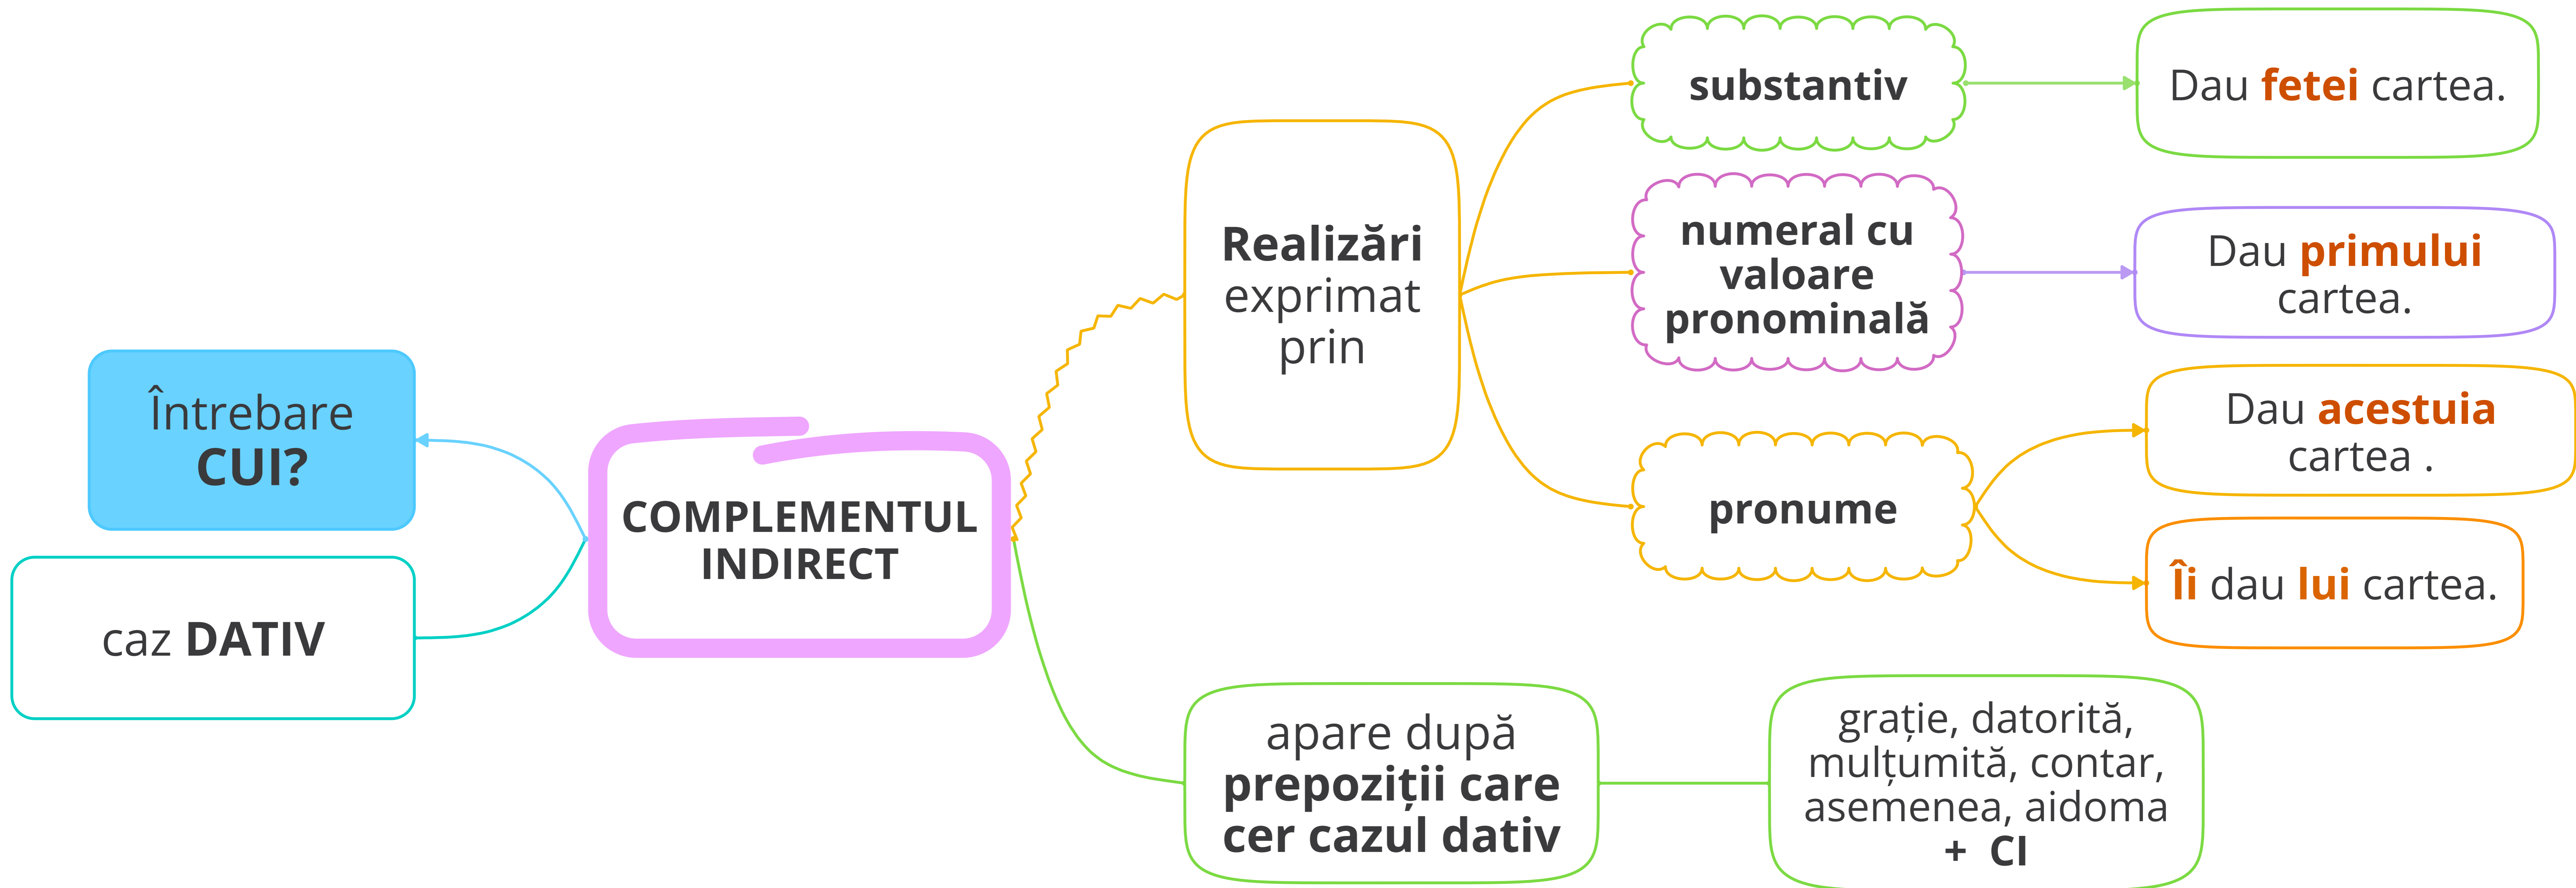 Întrebare
CUI?
caz DATIV
COMPLEMENTUL
INDIRECT
Realizări
exprimat
prin
substantiv
Dau fetei cartea.
numeral cu
valoare
pronominală
Dau primului
cartea.
pronume
Dau acestuia
cartea .
Îi dau lui cartea.
apare după
prepoziții care
cer cazul dativ
grație, datorită,
mulțumită, contar,
asemenea, aidoma
+ CI